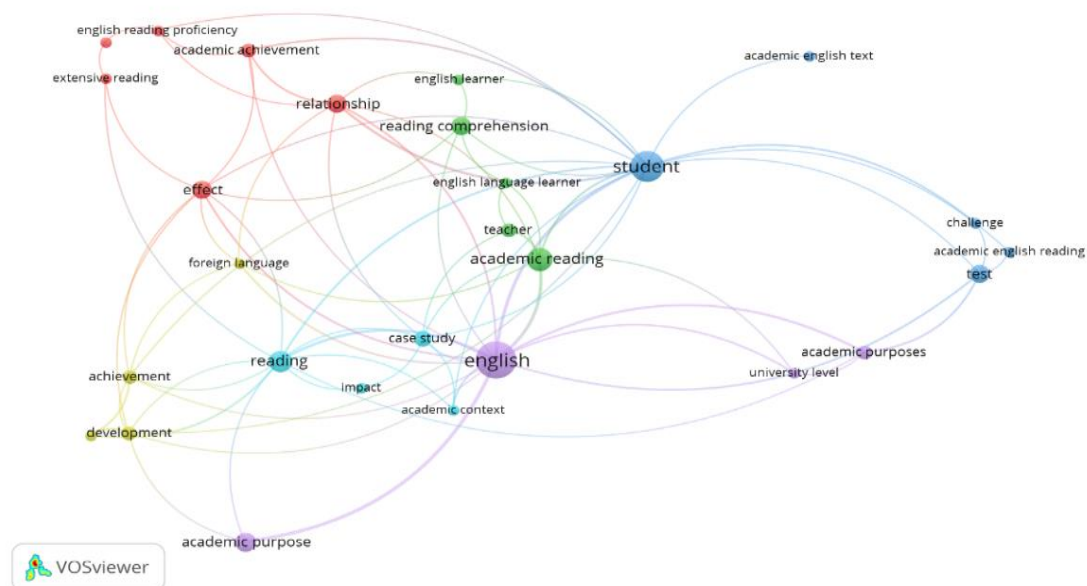 english reading proficiency
academic achievement
extensive reading
relationship
english learner
reading comprehension
academic english text
student
effect
english language learner
teacher
academic reading
foreign language
challenge
academic english reading
test
case study
reading
english
academic purposes
university level
achievement
impact
academic context
development
academic purpose
VOSviewer